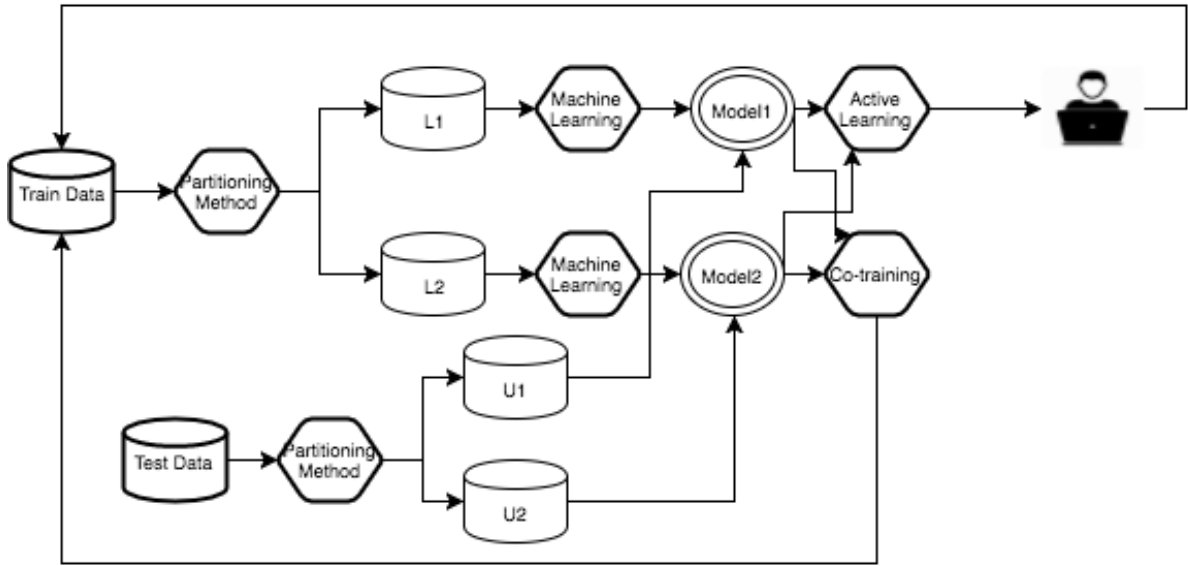 L1
Machine
Learning
Model1
Active
Learning
Train Data
Partitioning
Method
L2
Machine
Learning
Model2
Co-training
U1
Test Data
Partitioning
Method
U2